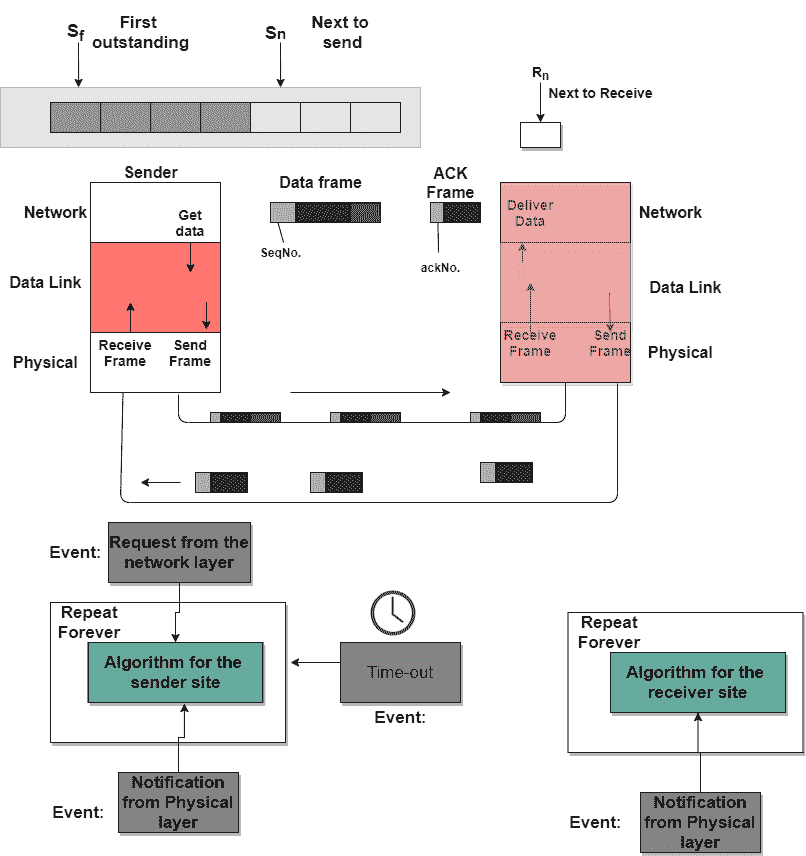 S_f
First
outstanding
Sn
Next to
send
R_n
Next to Receive
Sender
Network
Get
data
Data Link
Physical
Receive
Frame
Send
Frame
Data frame
SeqNo.
ACK
Frame
ackNo.
Deliver
Data
Network
Data Link
Receive
Frame
Send
Frame
Physical
Event:
Request from the
network layer
Repeat
Forever
Algorithm for the
sender site
Time-out
Event:
Event:
Notification
from Physical
layer
Repeat
Forever
Algorithm for the
receiver site
Event:
Notification
from Physical
layer